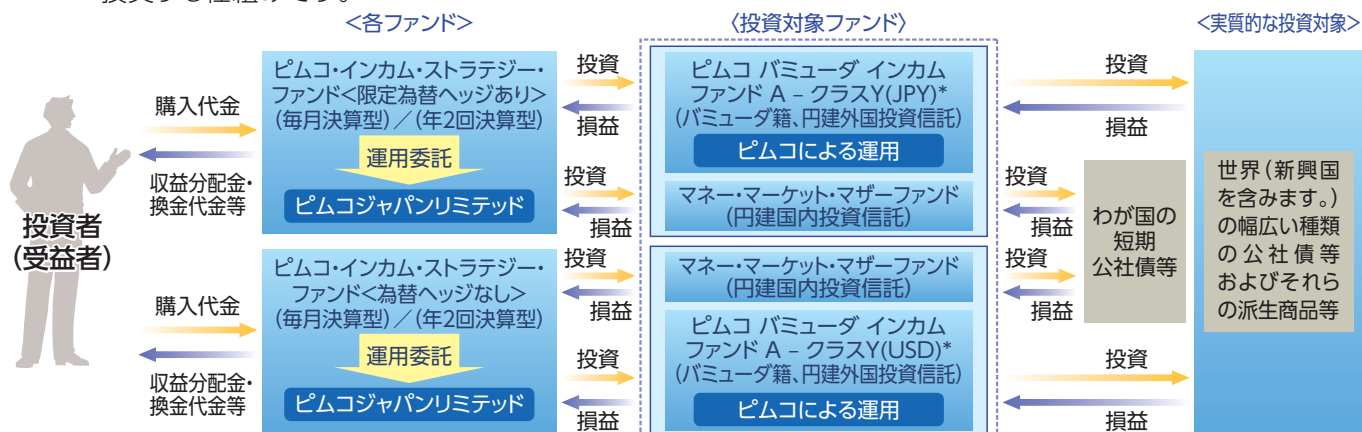 投資する仕組みです。
<各ファンド>
〈投資対象ファンド〉
<実質的な投資対象>
投資者
(受益者)
購入代金
収益分配金・
換金代金等
ピムコ・インカム・ストラテジー・
ファンド<限定為替ヘッジあり>
(毎月決算型)／(年2回決算型)
運用委託
ピムコジャパンリミテッド
投資
損益
投資
損益
ピムコ バミューダ インカム
ファンド A – クラスY(JPY)*
(バミューダ籍、円建外国投資信託)
ピムコによる運用
マネー・マーケット・マザーファンド
(円建国内投資信託)
投資
損益
投資
損益
購入代金
収益分配金・
換金代金等
ピムコ・インカム・ストラテジー・
ファンド<為替ヘッジなし>
(毎月決算型)／(年2回決算型)
運用委託
ピムコジャパンリミテッド
投資
損益
投資
損益
マネー・マーケット・マザーファンド
(円建国内投資信託)
ピムコ バミューダ インカム
ファンド A – クラスY(USD)*
(バミューダ籍、円建外国投資信託)
ピムコによる運用
投資
損益
投資
損益
わが国の
短期
公社債等
世界(新興国
を含みます。)
の幅広い種類
の公社債等
およびそれら
の派生商品等